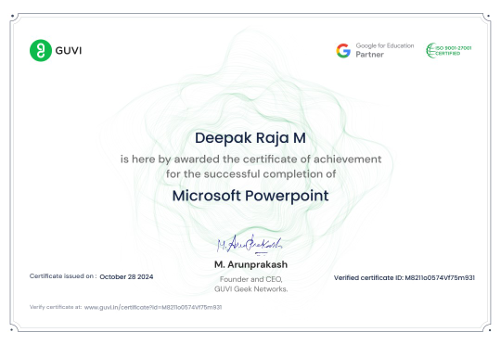 GUVI
Google for Education
Partner
ISO 9001-27001
CERTIFIED
Deepak Raja M
is here by awarded the certificate of achievement
for the successful completion of
Microsoft Powerpoint
M. Arunprakash
M. Arunprakash
Founder and CEO,
GUVI Geek Networks.
Certificate issued on : October 28 2024
Verified certificate ID: M8211o0574Vf75m931
Verify certificate at: www.guvi.in/certificate?id=M8211o0574Vf75m931